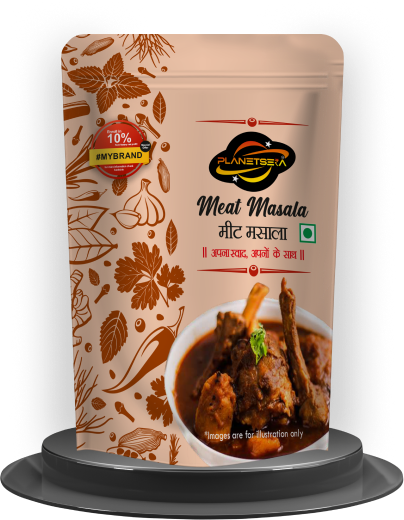 10%
#MYBRAND
PLANETSERA
Meat Masala
मीट मसाला
|| अपना स्वाद, अपनों के साथ ||
*Images are for illustration only